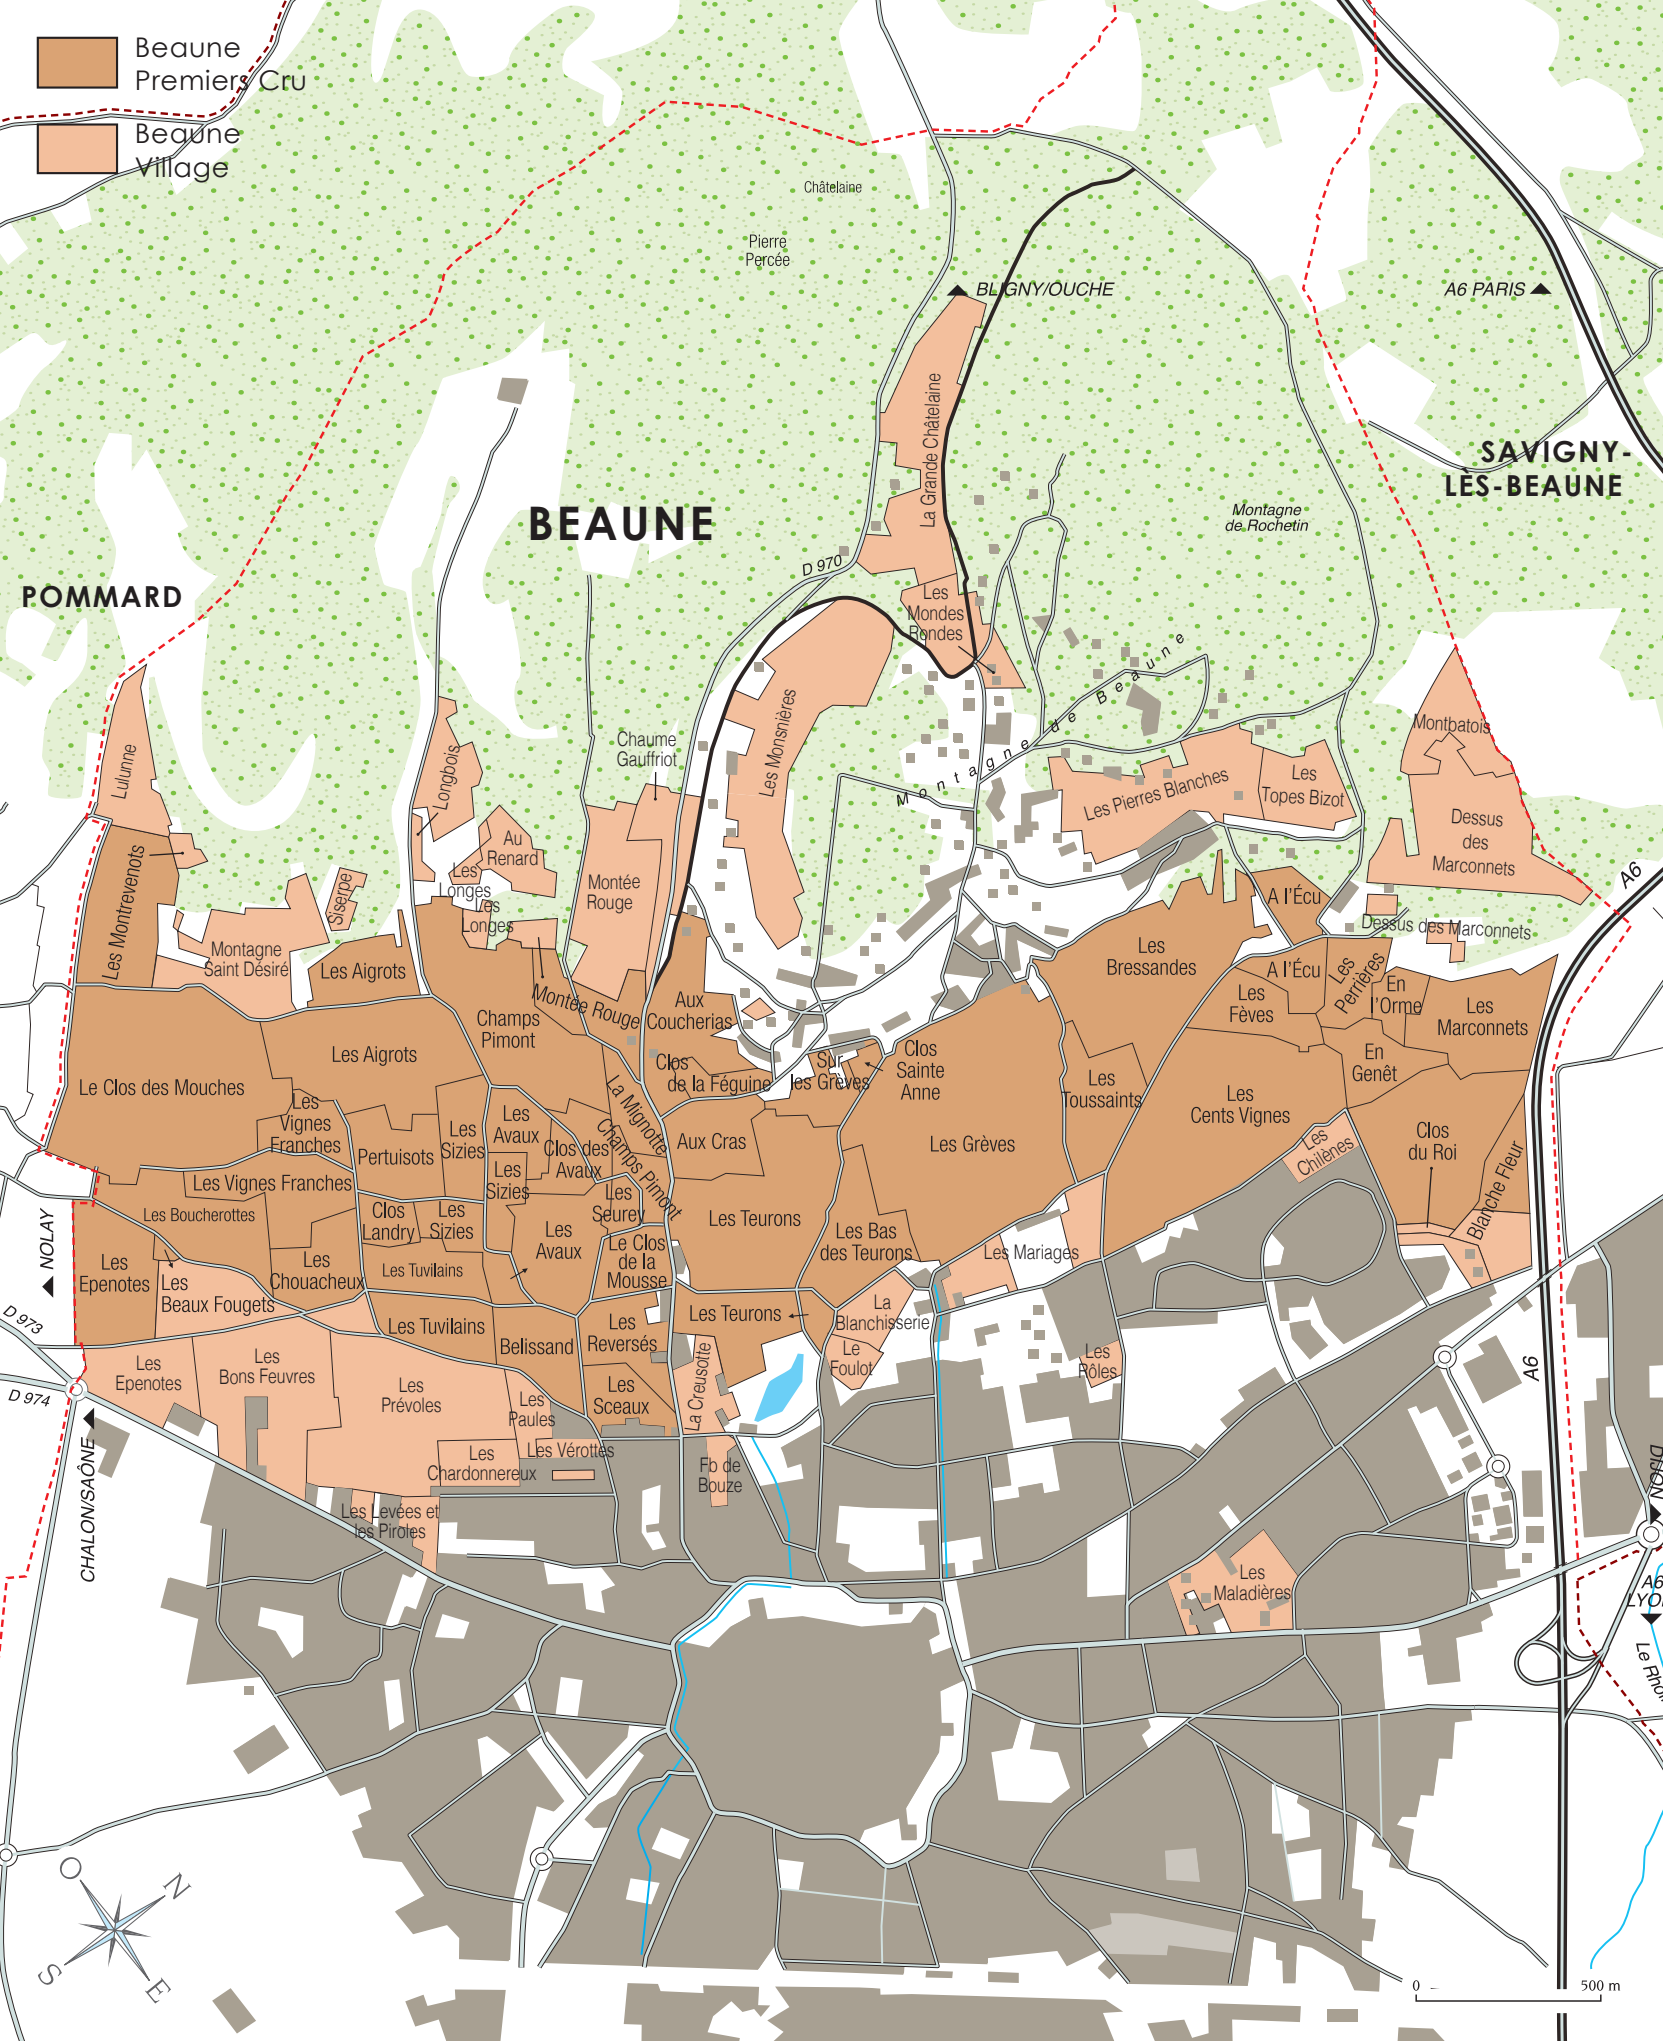 Beaune
Premiers Cru
Beaune
Village
Châtelaine
Pierre
Percée
BLIGNY/OUCHE
A6 PARIS
La Grande Châtelaine
SAVIGNY-
LÈS-BEAUNE
Montagne
de Rochetin
BEAUNE
D 970
POMMARD
Les
Mondes
Rondes
Montagne de Beaune
Les Monsnières
Chaume
Gauffriot
Lulunne
Longbois
Montbatois
Les Pierres Blanches
Les
Topes Bizot
Dessus
des
Marconnets
Au
Renard
Les
Longes
Les
Longes
Siserpe
Montée
Rouge
A l'Écu
A6
Dessus des Marconnets
Les Montrevenots
Montagne
Saint Désiré
Les Aigrots
Les
Bressandes
A l'Écu
Les
Perrières
En
l'Orme
Les
Marconnets
Les
Fèves
Montée Rouge
Aux
Coucherias
Champs
Pimont
Les Aigrots
Le Clos des Mouches
Clos
de la Féguine
Sur
les Grèves
Clos
Sainte
Anne
Les
Toussaints
En
Genêt
Les
Cents Vignes
Les
Vignes
Franches
Pertuisots
Les
Sizies
Les
Avaux
La Mignotte
Clos des
Avaux
Champs Pimont
Aux Cras
Les Grèves
Les
Chilènes
Clos
du Roi
Blanche Fleur
Les Vignes Franches
Les
Sizies
Les
Seurey
Les Boucherottes
Clos
Landry
Les
Sizies
Les
Avaux
Les Teurons
Les Bas
des Teurons
Les Mariages
NOLAY
Les
Epenotes
Les
Beaux Fougets
Les
Chouacheux
Les Tuvilains
Le Clos
de la
Mousse
D 973
Les Tuvilains
Belissand
Les
Reversés
Les Teurons
La
Blanchisserie
Le
Foulot
Les
Rôles
A6
Les
Epenotes
Les
Bons Feuvres
Les
Prévoles
Les
Paules
Les
Sceaux
La Creusotte
D 974
CHALON/SAÔNE
Les
Chardonnereux
Les Vérottes
Fb de
Bouze
DIJON
Les Levées et
les Piroles
Les
Maladières
A6
Le
O
N
S
E
0
500 m